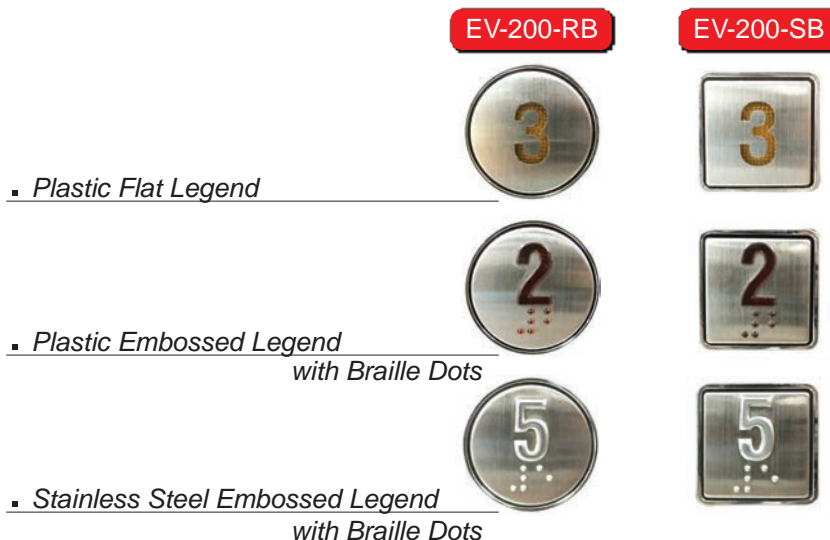 EV-200-RB EV-200-SB
3 3
▪ Plastic Flat Legend
2 2
▪ Plastic Embossed Legend
with Braille Dots
5 5
▪ Stainless Steel Embossed Legend
with Braille Dots